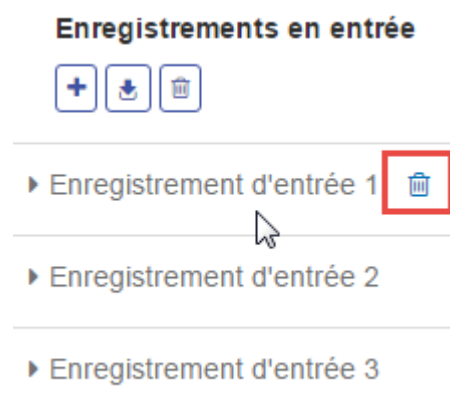 Enregistrements en entrée
Enregistrement d'entrée 1
Enregistrement d'entrée 2
Enregistrement d'entrée 3